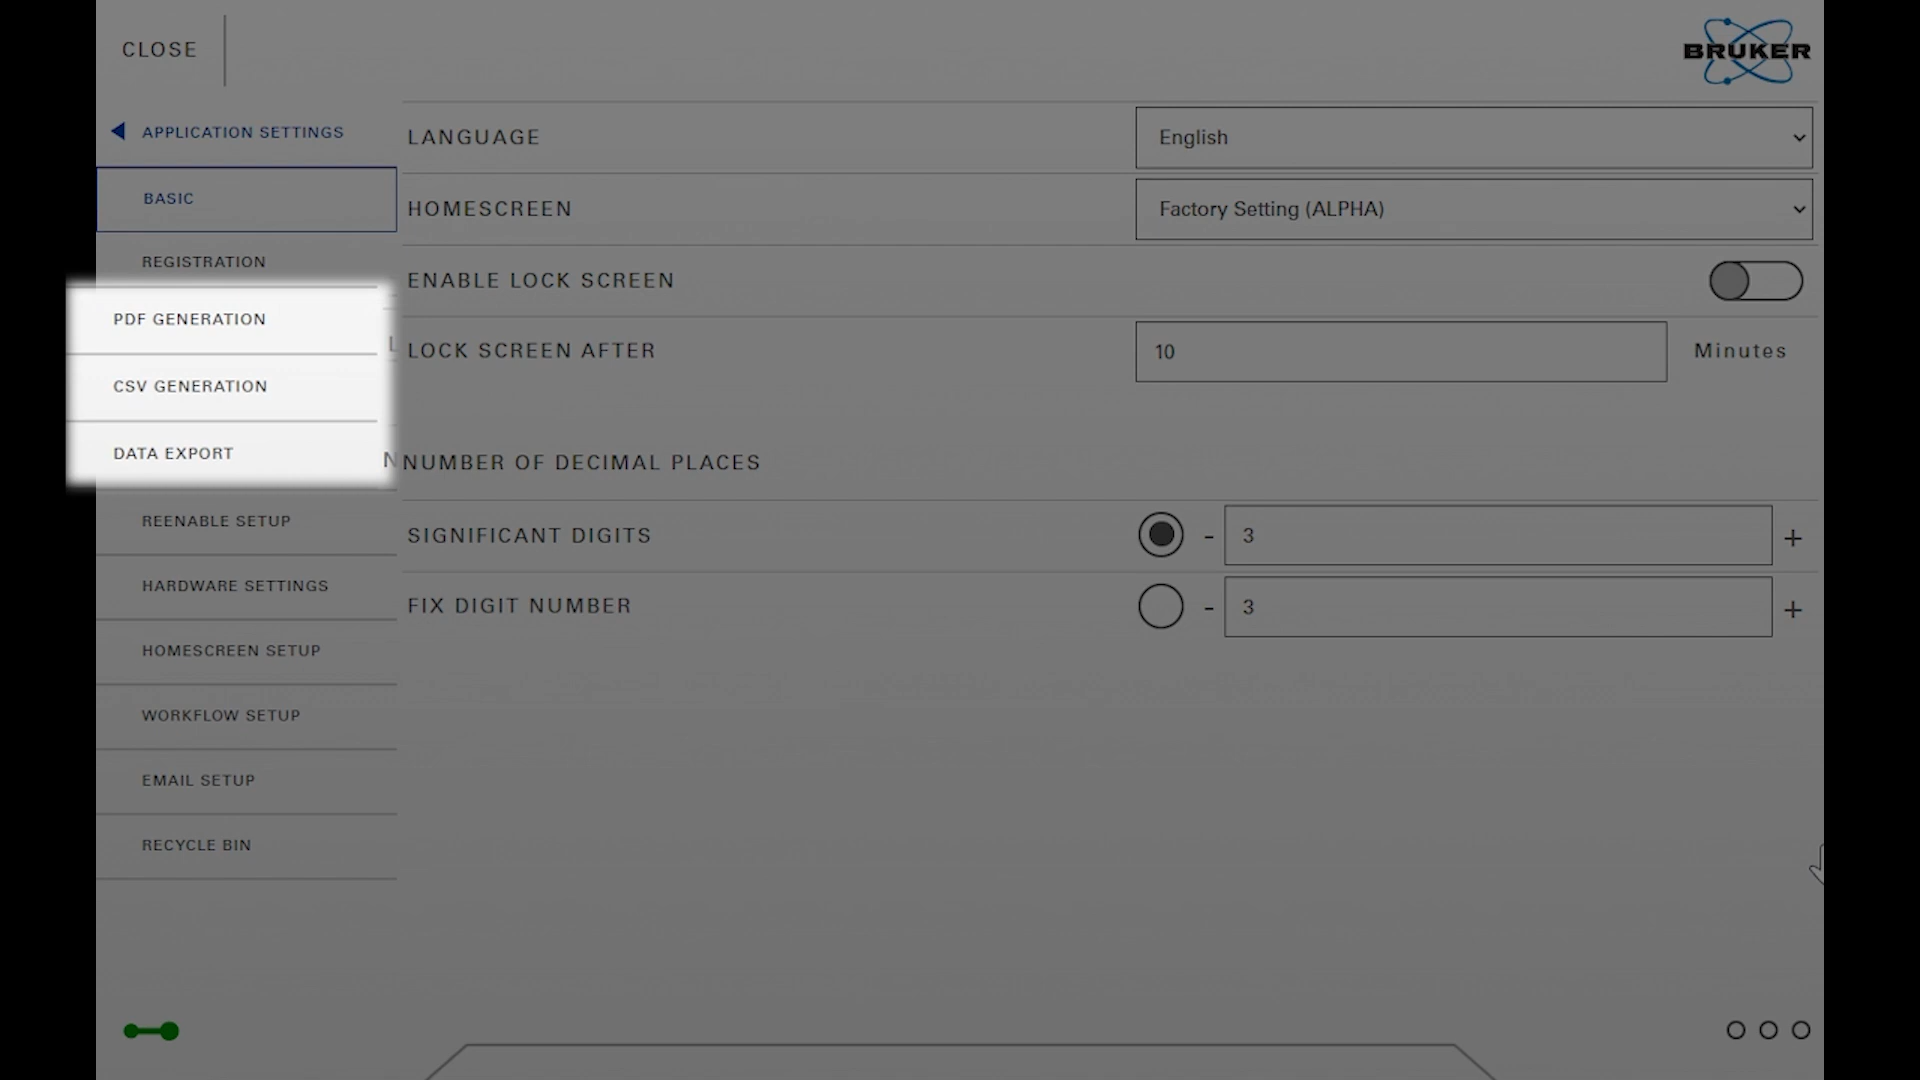 CLOSE
BRUKER
APPLICATION SETTINGS
BASIC
REGISTRATION
PDF GENERATION
CSV GENERATION
DATA EXPORT
REENABLE SETUP
HARDWARE SETTINGS
HOMESCREEN SETUP
WORKFLOW SETUP
EMAIL SETUP
RECYCLE BIN
LANGUAGE English
HOMESCREEN Factory Setting (ALPHA)
ENABLE LOCK SCREEN
L LOCK SCREEN AFTER 10 Minutes
N NUMBER OF DECIMAL PLACES
SIGNIFICANT DIGITS - 3 +
FIX DIGIT NUMBER - 3 +